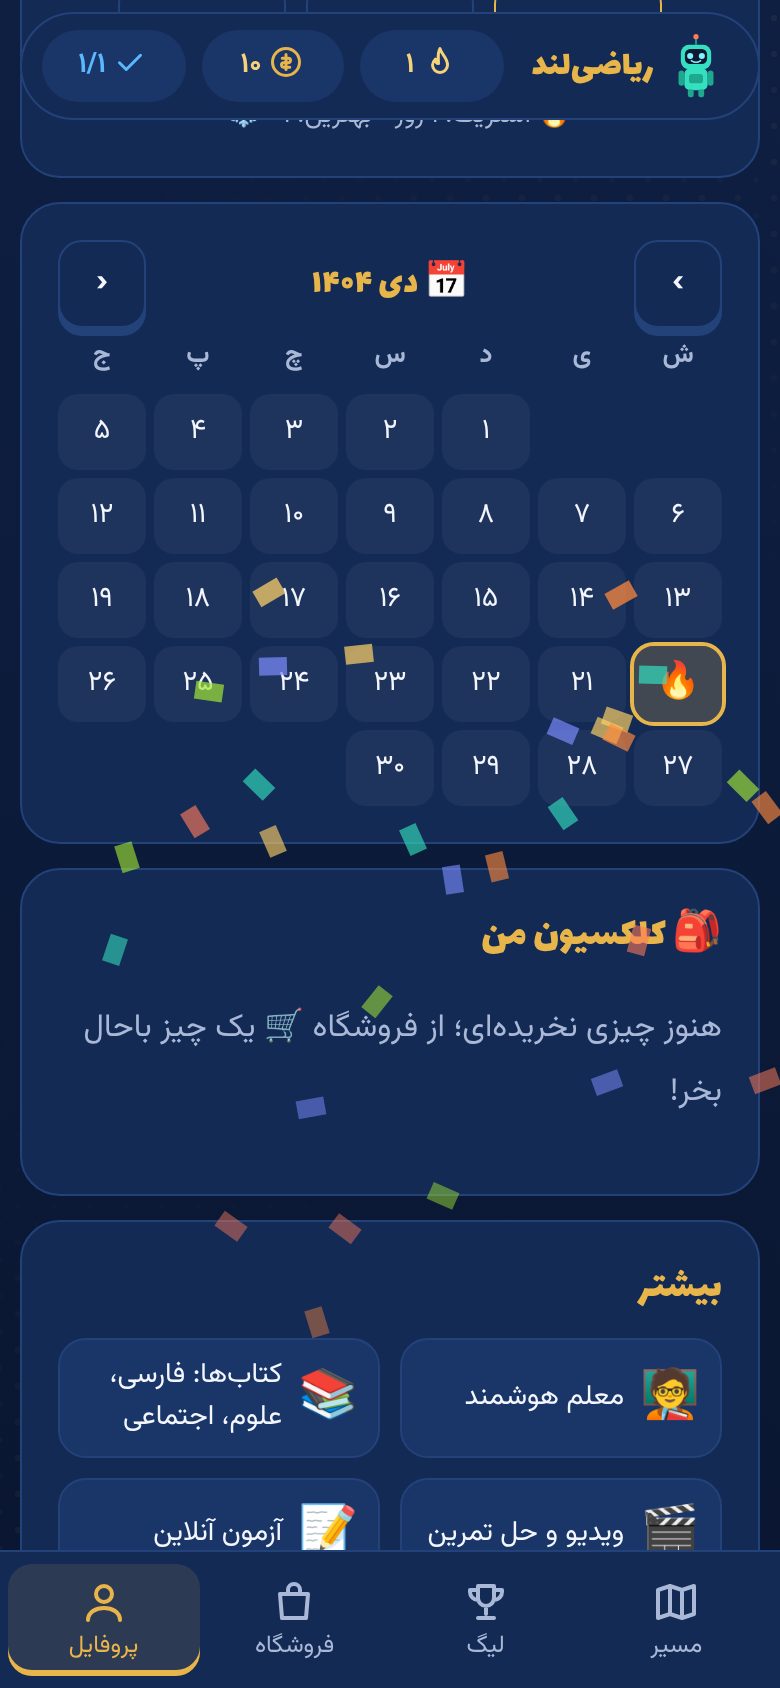 ریاضی‌لند
۱
۱۰
۱/۱
دی ۱۴۰۴
ش ی د س چ پ ج
۱ ۲ ۳ ۴ ۵
۶ ۷ ۸ ۹ ۱۰ ۱۱ ۱۲
۱۳ ۱۴ ۱۵ ۱۶ ۱۷ ۱۸ ۱۹
۲۱ ۲۲ ۲۳ ۲۴ ۲۵ ۲۶
۲۷ ۲۸ ۲۹ ۳۰
کلکسیون من
هنوز چیزی نخریده‌ای؛ از فروشگاه 🛒 یک چیز باحال
بخر!
بیشتر
معلم هوشمند
کتاب‌ها: فارسی،
علوم، اجتماعی
ویدیو و حل تمرین
آزمون آنلاین
مسیر
لیگ
فروشگاه
پروفایل